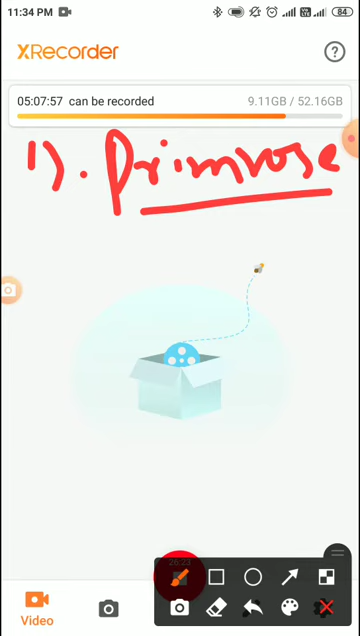 11:34 PM
84
XRecorder
05:07:57 can be recorded 9.11GB / 52.16GB
1). Primrose
Video